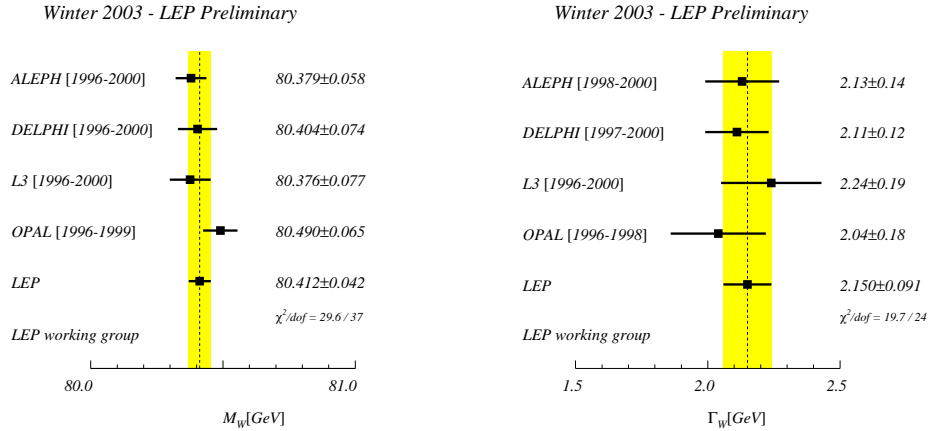 Winter 2003 - LEP Preliminary
ALEPH [1996-2000] 80.379±0.058
DELPHI [1996-2000] 80.404±0.074
L3 [1996-2000] 80.376±0.077
OPAL [1996-1999] 80.490±0.065
LEP 80.412±0.042
χ²/dof = 29.6 / 37
LEP working group
80.0 81.0
M_W[GeV]
Winter 2003 - LEP Preliminary
ALEPH [1998-2000] 2.13±0.14
DELPHI [1997-2000] 2.11±0.12
L3 [1996-2000] 2.24±0.19
OPAL [1996-1998] 2.04±0.18
LEP 2.150±0.091
χ²/dof = 19.7 / 24
LEP working group
1.5 2.0 2.5
Γ_W[GeV]